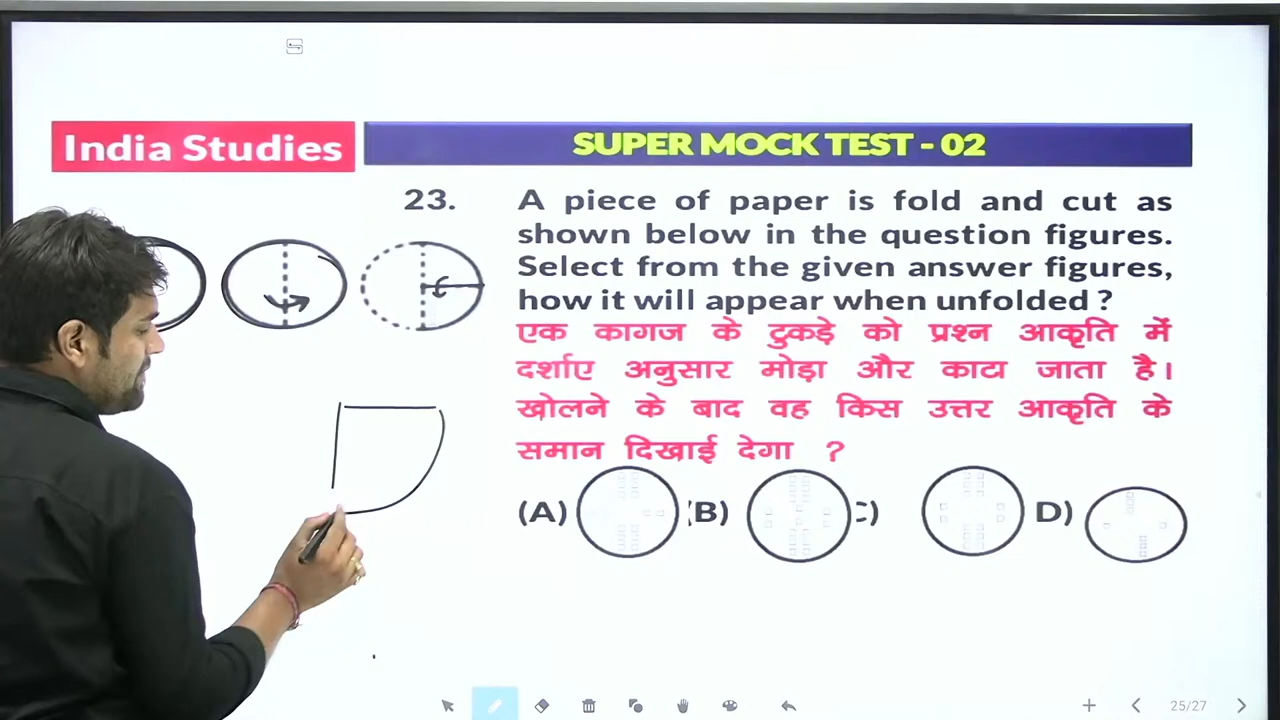 India Studies
SUPER MOCK TEST - 02
23.
A piece of paper is fold and cut as
shown below in the question figures.
Select from the given answer figures,
how it will appear when unfolded ?
एक कागज के टुकड़े को प्रश्न आकृति में
दर्शाए अनुसार मोड़ा और काटा जाता है।
खोलने के बाद वह किस उत्तर आकृति के
समान दिखाई देगा ?
(A) (B) C) D)
25/27